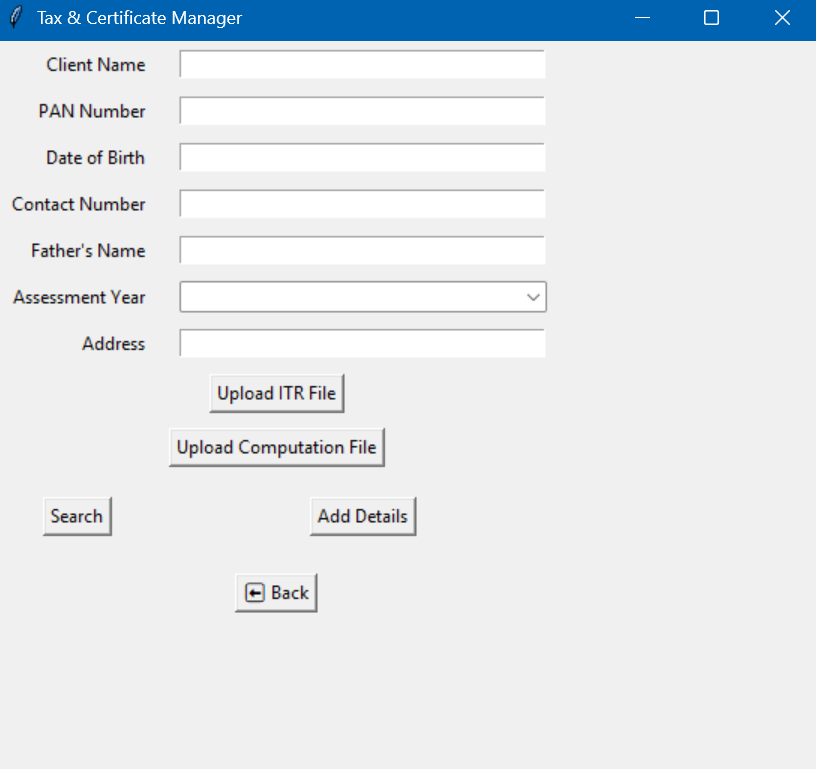 Tax & Certificate Manager
Client Name
PAN Number
Date of Birth
Contact Number
Father's Name
Assessment Year
Address
Upload ITR File
Upload Computation File
Search Add Details
Back